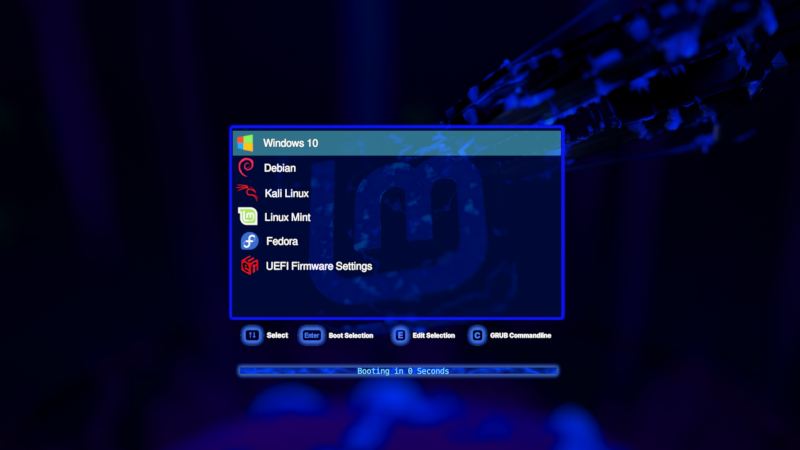 Windows 10
Debian
Kali Linux
Linux Mint
Fedora
UEFI Firmware Settings
↑↓ Select Enter Boot Selection E Edit Selection C GRUB Commandline
Booting in 0 Seconds